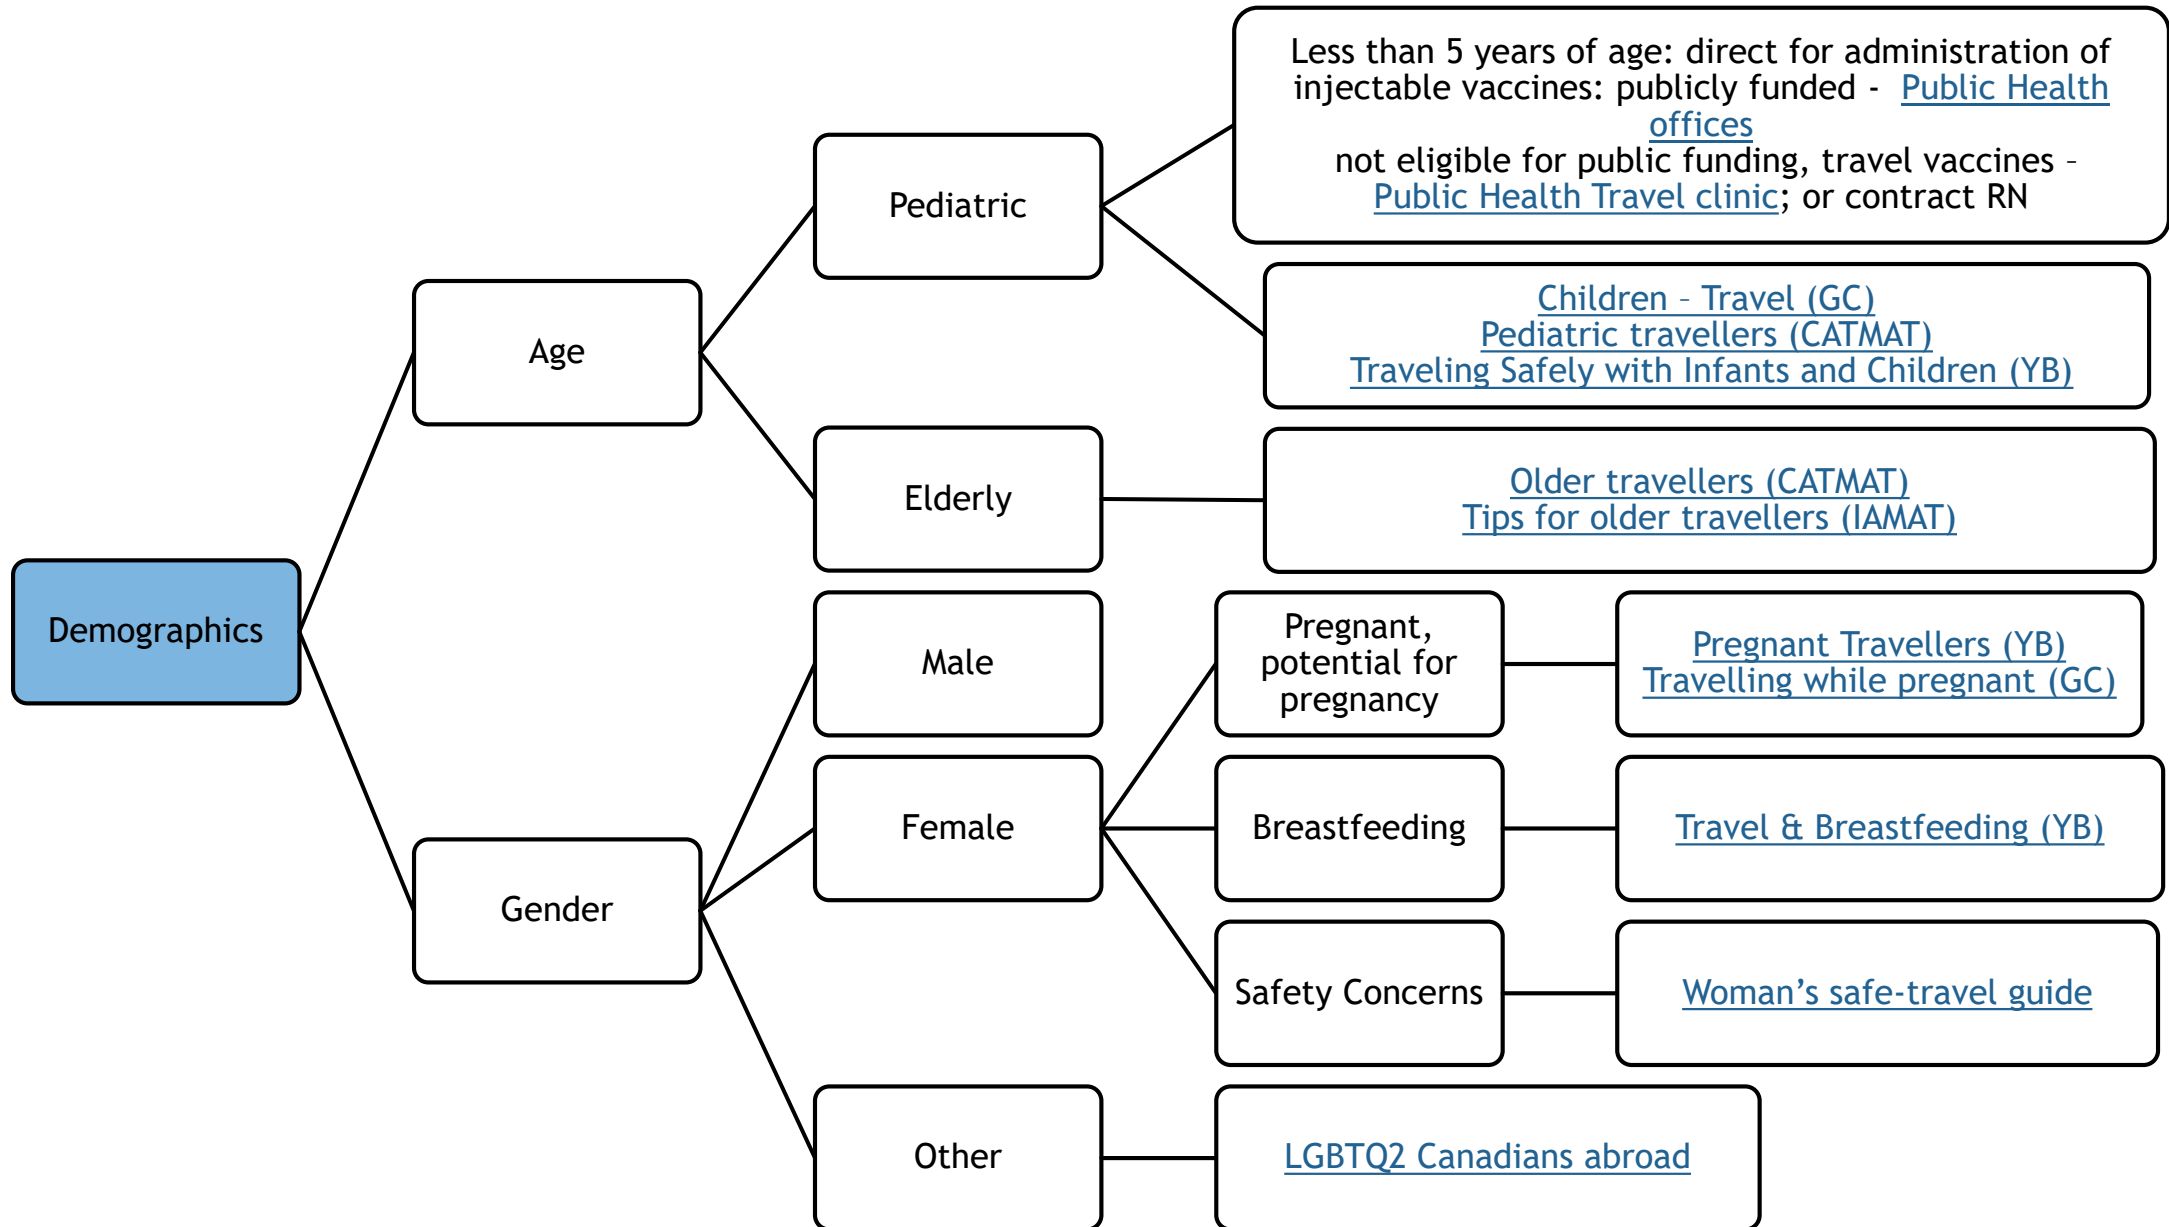 Less than 5 years of age: direct for administration of
injectable vaccines: publicly funded - Public Health
offices
not eligible for public funding, travel vaccines –
Public Health Travel clinic; or contract RN
Pediatric
Children – Travel (GC)
Pediatric travellers (CATMAT)
Traveling Safely with Infants and Children (YB)
Age
Elderly
Older travellers (CATMAT)
Tips for older travellers (IAMAT)
Demographics
Male
Pregnant,
potential for
pregnancy
Pregnant Travellers (YB)
Travelling while pregnant (GC)
Female
Breastfeeding
Travel & Breastfeeding (YB)
Gender
Safety Concerns
Woman’s safe-travel guide
Other
LGBTQ2 Canadians abroad